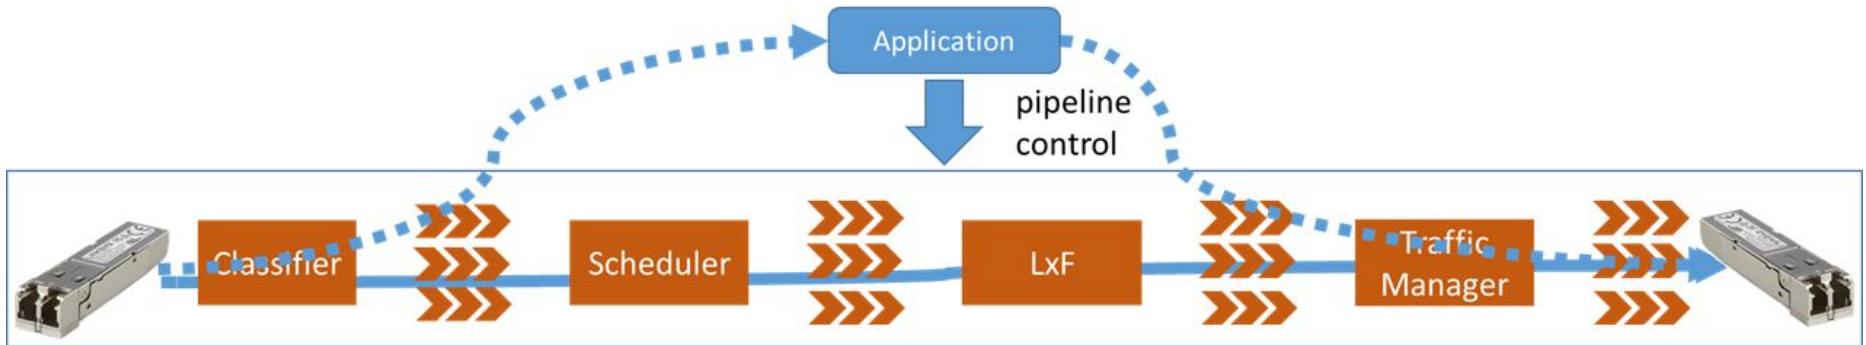 Application
pipeline
control
Classifier
Scheduler
LxF
Traffic
Manager